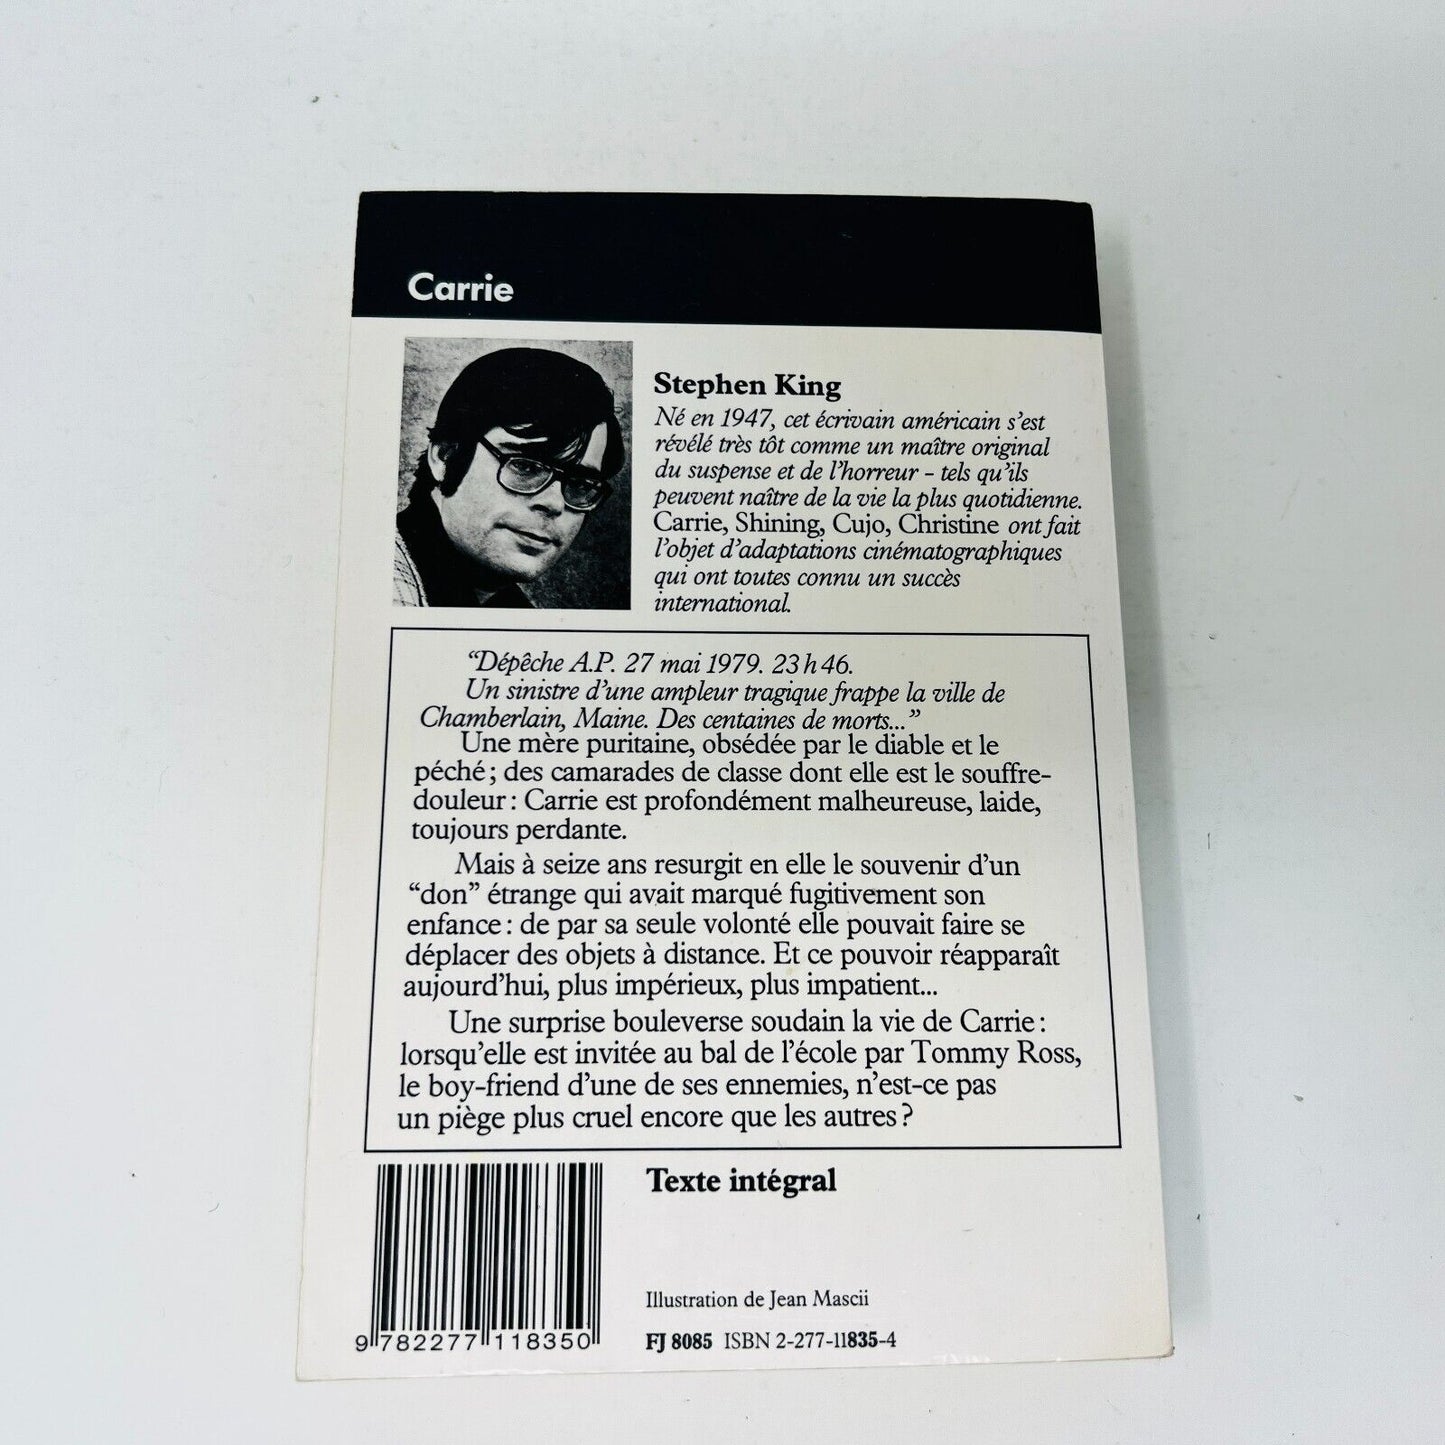 Carrie
Stephen King
Né en 1947, cet écrivain américain s'est
révélé très tôt comme un maître original
du suspense et de l'horreur - tels qu'ils
peuvent naître de la vie la plus quotidienne.
Carrie, Shining, Cujo, Christine ont fait
l'objet d'adaptations cinématographiques
qui ont toutes connu un succès
international.
“Dépêche A.P. 27 mai 1979. 23 h 46.
Un sinistre d'une ampleur tragique frappe la ville de
Chamberlain, Maine. Des centaines de morts...”
Une mère puritaine, obsédée par le diable et le
péché ; des camarades de classe dont elle est le souffre-
douleur : Carrie est profondément malheureuse, laide,
toujours perdante.
Mais à seize ans resurgit en elle le souvenir d'un
“don” étrange qui avait marqué fugitivement son
enfance : de par sa seule volonté elle pouvait faire se
déplacer des objets à distance. Et ce pouvoir réapparaît
aujourd'hui, plus impérieux, plus impatient...
Une surprise bouleverse soudain la vie de Carrie :
lorsqu'elle est invitée au bal de l'école par Tommy Ross,
le boy-friend d'une de ses ennemies, n'est-ce pas
un piège plus cruel encore que les autres ?
Texte intégral
Illustration de Jean Mascii
FJ 8085 ISBN 2-277-11835-4
9 782277 118350